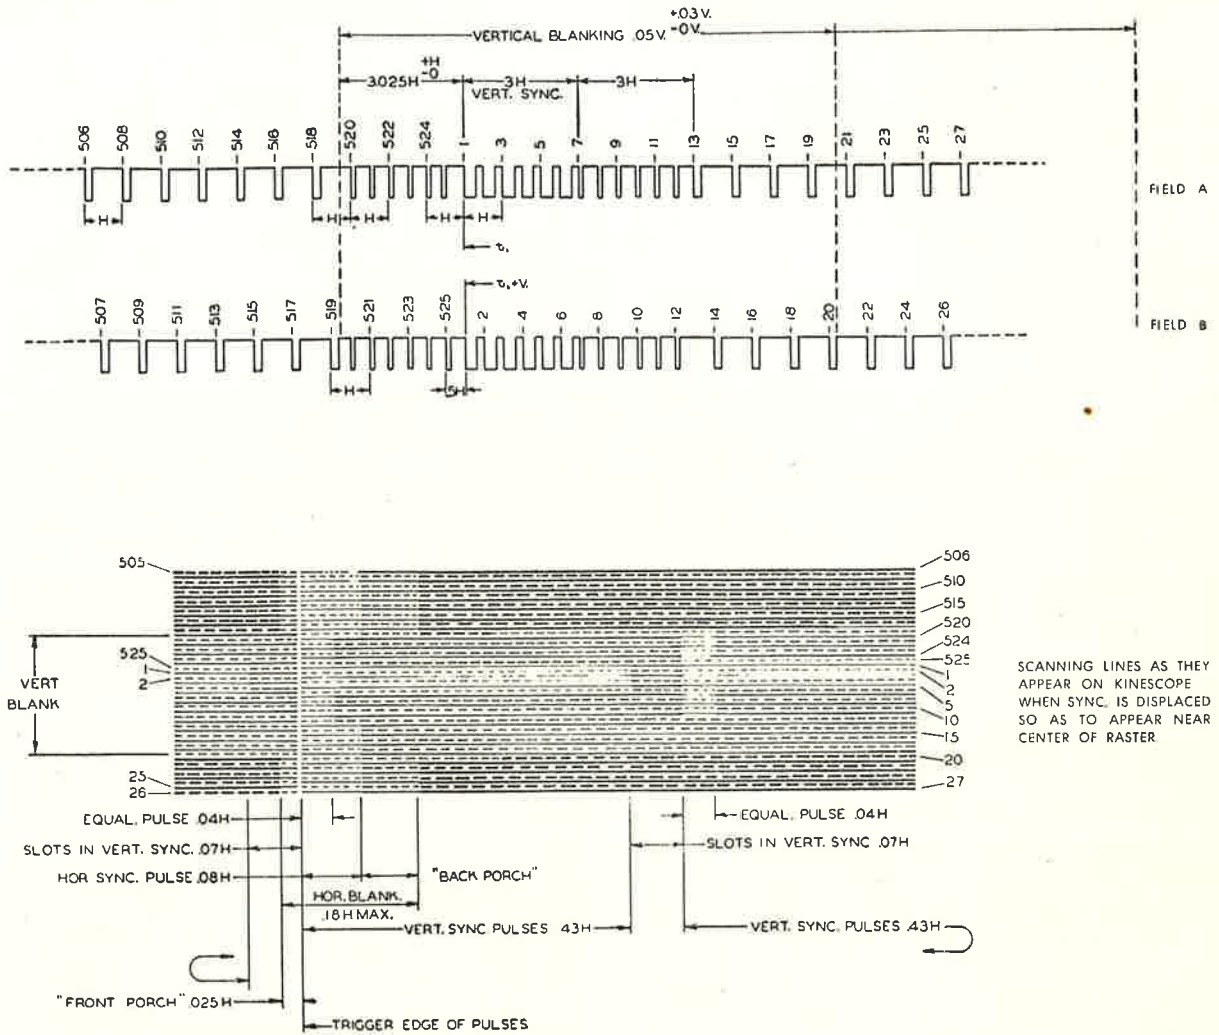 +.03V.
VERTICAL BLANKING .05V. -0V.
3.025H +H -0
3H
3H
VERT. SYNC.
506 508 510 512 514 516 518 520 522 524 1 3 5 7 9 11 13 15 17 19 21 23 25 27
FIELD A
H H H H H
t₁
t₁+V.
507 509 511 513 515 517 519 521 523 525 2 4 6 8 10 12 14 16 18 20 22 24 26
FIELD B
H .5H
505
506
510
515
520
524
525
1
2
5
10
15
20
27
525
1
2
VERT
BLANK
25
26
SCANNING LINES AS THEY
APPEAR ON KINESCOPE
WHEN SYNC. IS DISPLACED
SO AS TO APPEAR NEAR
CENTER OF RASTER
EQUAL. PULSE .04H
EQUAL. PULSE .04H
SLOTS IN VERT. SYNC. .07H
SLOTS IN VERT. SYNC .07H
HOR SYNC. PULSE .08H
"BACK PORCH"
HOR. BLANK.
.18H MAX.
VERT. SYNC PULSES .43H
VERT. SYNC. PULSES .43H
"FRONT PORCH" .025H
TRIGGER EDGE OF PULSES